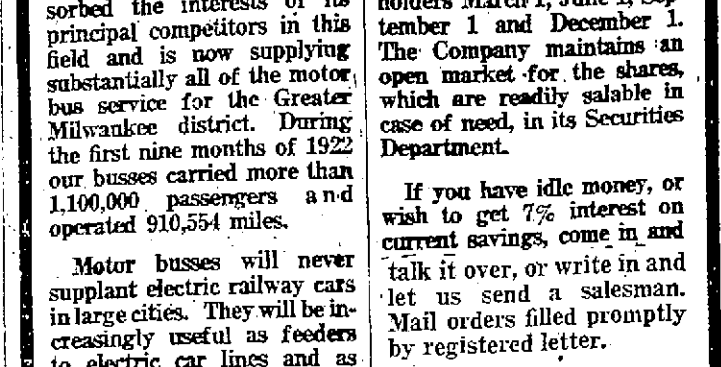 sorbed the interests of its
principal competitors in this
field and is now supplying
substantially all of the motor
bus service for the Greater
Milwaukee district. During
the first nine months of 1922
our busses carried more than
1,100,000 passengers and
operated 910,554 miles.
Motor busses will never
supplant electric railway cars
in large cities. They will be in-
creasingly useful as feeders
to electric car lines and as
holders March 1, June 1, Sep-
tember 1 and December 1.
The Company maintains an
open market for the shares,
which are readily salable in
case of need, in its Securities
Department.
If you have idle money, or
wish to get 7% interest on
current savings, come in and
talk it over, or write in and
let us send a salesman.
Mail orders filled promptly
by registered letter.